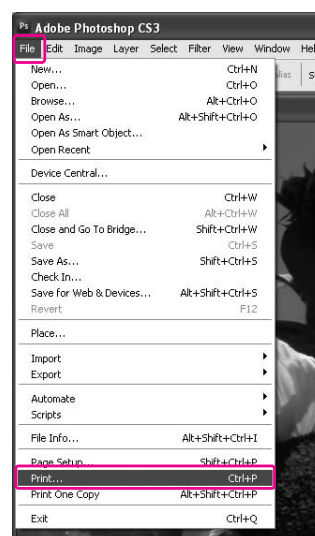 Ps Adobe Photoshop CS3
File Edit Image Layer Select Filter View Window Hel
New... Ctrl+N
Open... Ctrl+O
Browse... Alt+Ctrl+O
Open As... Alt+Shift+Ctrl+O
Open As Smart Object...
Open Recent
Device Central...
Close Ctrl+W
Close All Alt+Ctrl+W
Close and Go To Bridge... Shift+Ctrl+W
Save Ctrl+S
Save As... Shift+Ctrl+S
Check In...
Save for Web & Devices... Alt+Shift+Ctrl+S
Revert F12
Place...
Import
Export
Automate
Scripts
File Info... Alt+Shift+Ctrl+I
Page Setup... Shift+Ctrl+P
Print... Ctrl+P
Print One Copy Alt+Shift+Ctrl+P
Exit Ctrl+Q